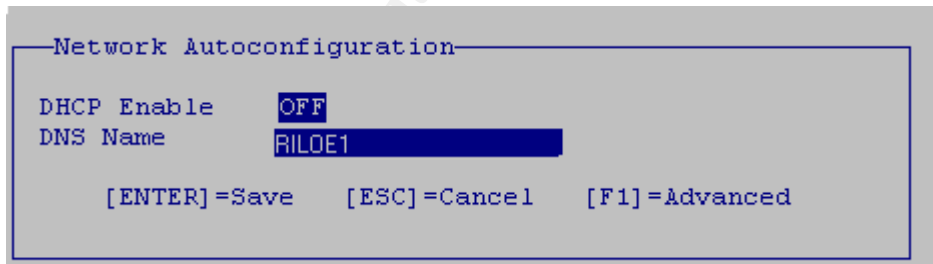 Network Autoconfiguration
DHCP Enable OFF
DNS Name RILOE1
[ENTER]=Save [ESC]=Cancel [F1]=Advanced